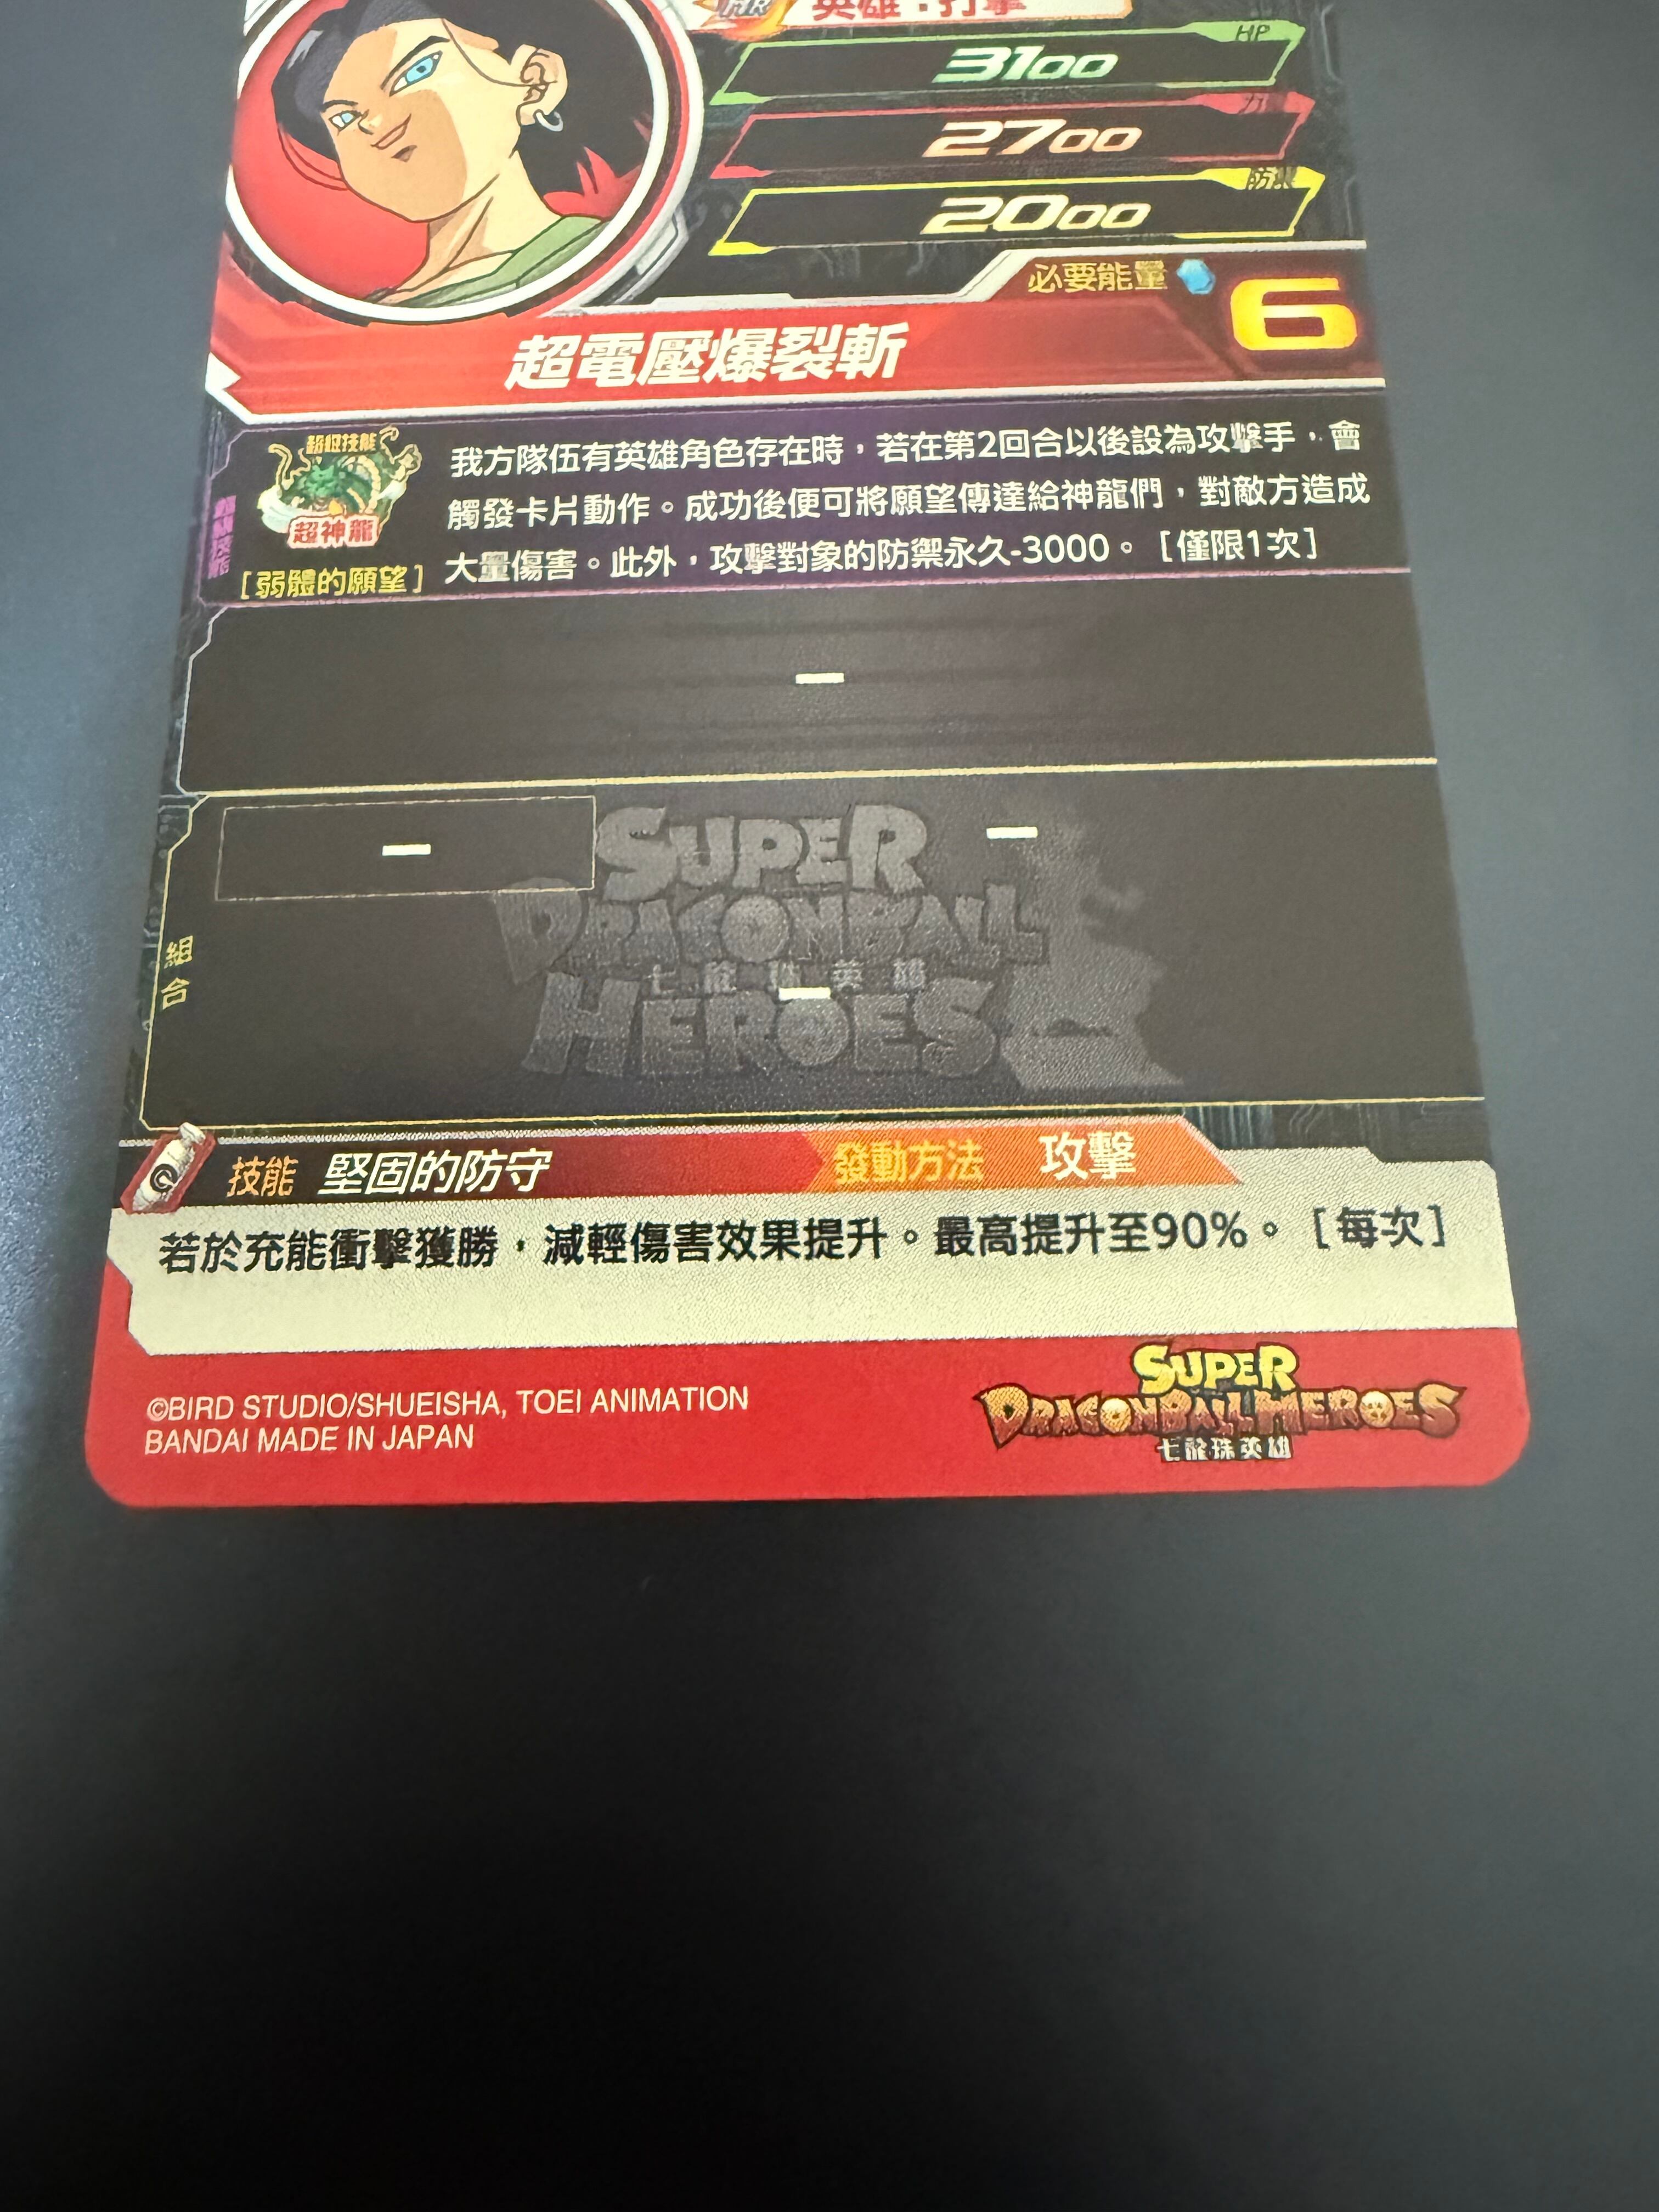 HR 英雄：打擊
HP
3100
力
2700
防禦
2000
必要能量 6
超電壓爆裂斬
超級技能
超神龍
[弱體的願望]
我方隊伍有英雄角色存在時，若在第2回合以後設為攻擊手，會
觸發卡片動作。成功後便可將願望傳達給神龍們，對敵方造成
大量傷害。此外，攻擊對象的防禦永久-3000。[僅限1次]
–
–
–
SUPER
DRAGONBALL
七龍珠英雄
HEROES
–
組合
技能 堅固的防守 發動方法 攻擊
若於充能衝擊獲勝，減輕傷害效果提升。最高提升至90%。[每次]
©BIRD STUDIO/SHUEISHA, TOEI ANIMATION
BANDAI MADE IN JAPAN
SUPER
DRAGONBALL HEROES
七龍珠英雄